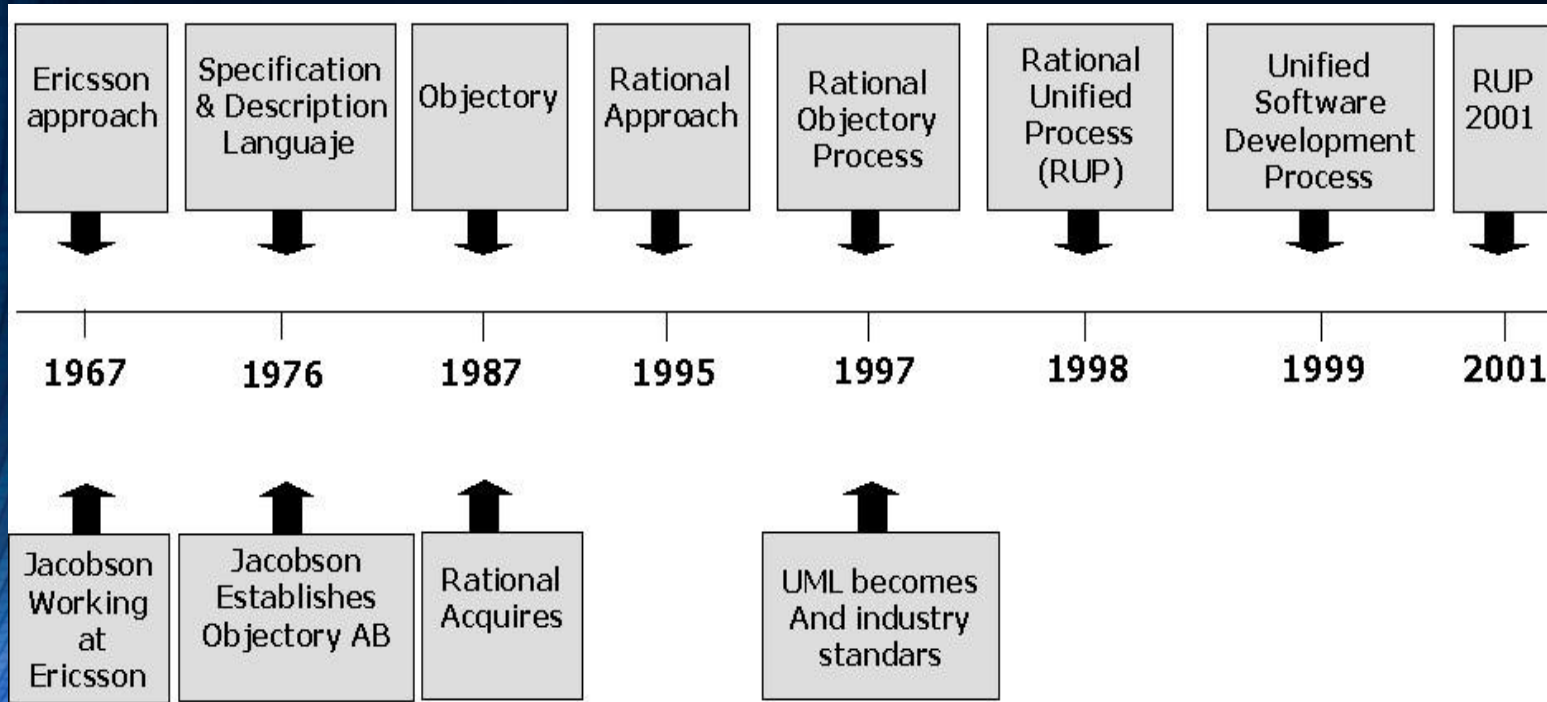 Ericsson
approach
Specification
& Description
Languaje
Objectory
Rational
Approach
Rational
Objectory
Process
Rational
Unified
Process
(RUP)
Unified
Software
Development
Process
RUP
2001
1967
1976
1987
1995
1997
1998
1999
2001
Jacobson
Working
at
Ericsson
Jacobson
Establishes
Objectory AB
Rational
Acquires
UML becomes
And industry
standars